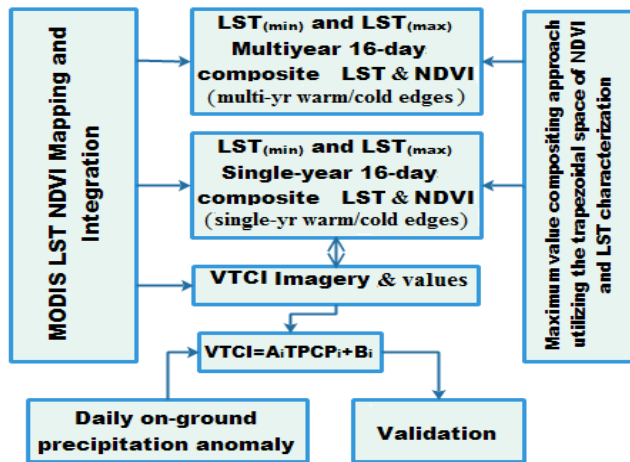 MODIS LST NDVI Mapping and
Integration
LST(min) and LST(max)
Multiyear 16-day
composite LST & NDVI
(multi-yr warm/cold edges)
LST(min) and LST(max)
Single-year 16-day
composite LST & NDVI
(single-yr warm/cold edges)
VTCI Imagery & values
VTCI=AiTPCPi+Bi
Daily on-ground
precipitation anomaly
Validation
Maximum value compositing approach
utilizing the trapezoidal space of NDVI
and LST characterization